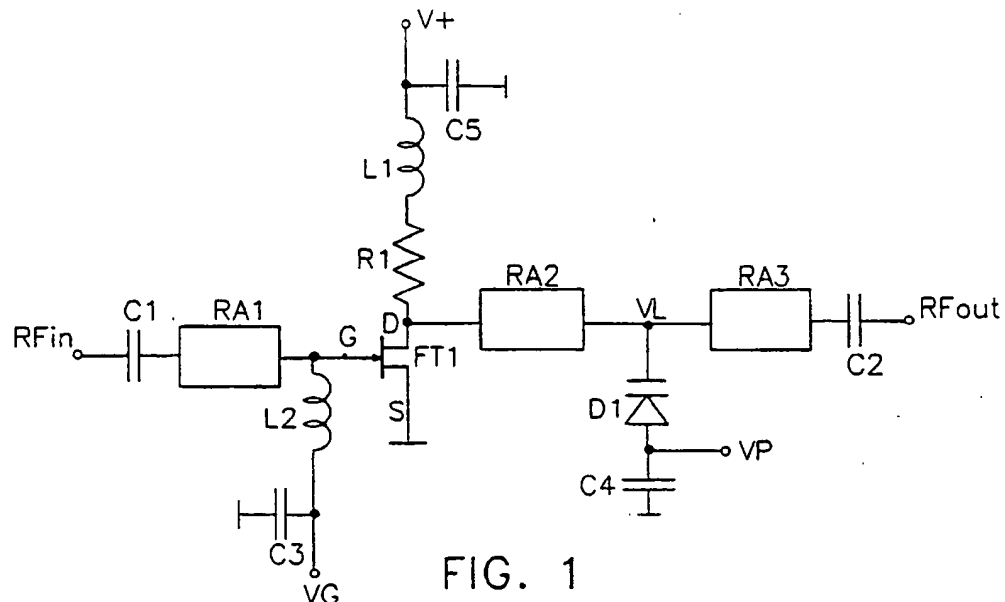 V+
C5
L1
R1
RA2
RA3
C1
RA1
D
VL
RFout
RFin
G
FT1
C2
L2
S
D1
VP
C4
C3
VG
FIG. 1